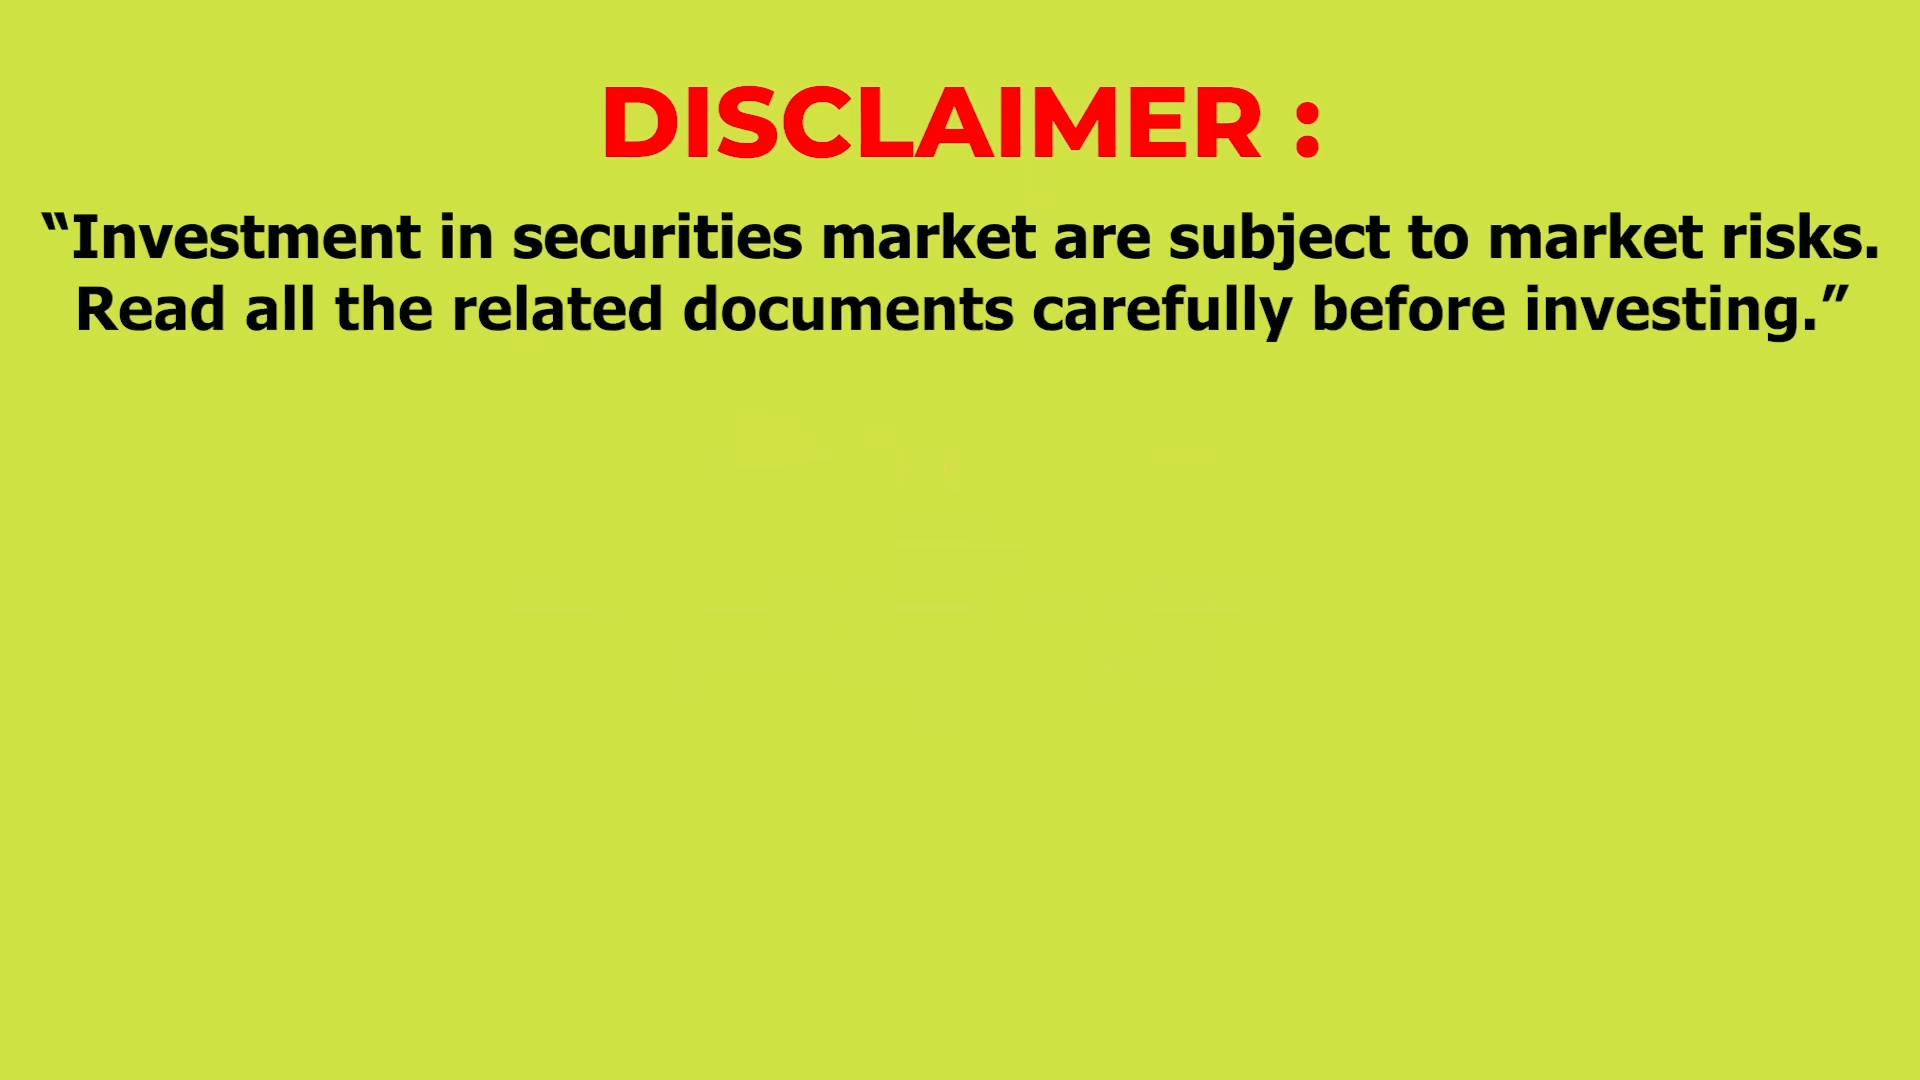 DISCLAIMER :
“Investment in securities market are subject to market risks.
Read all the related documents carefully before investing.”